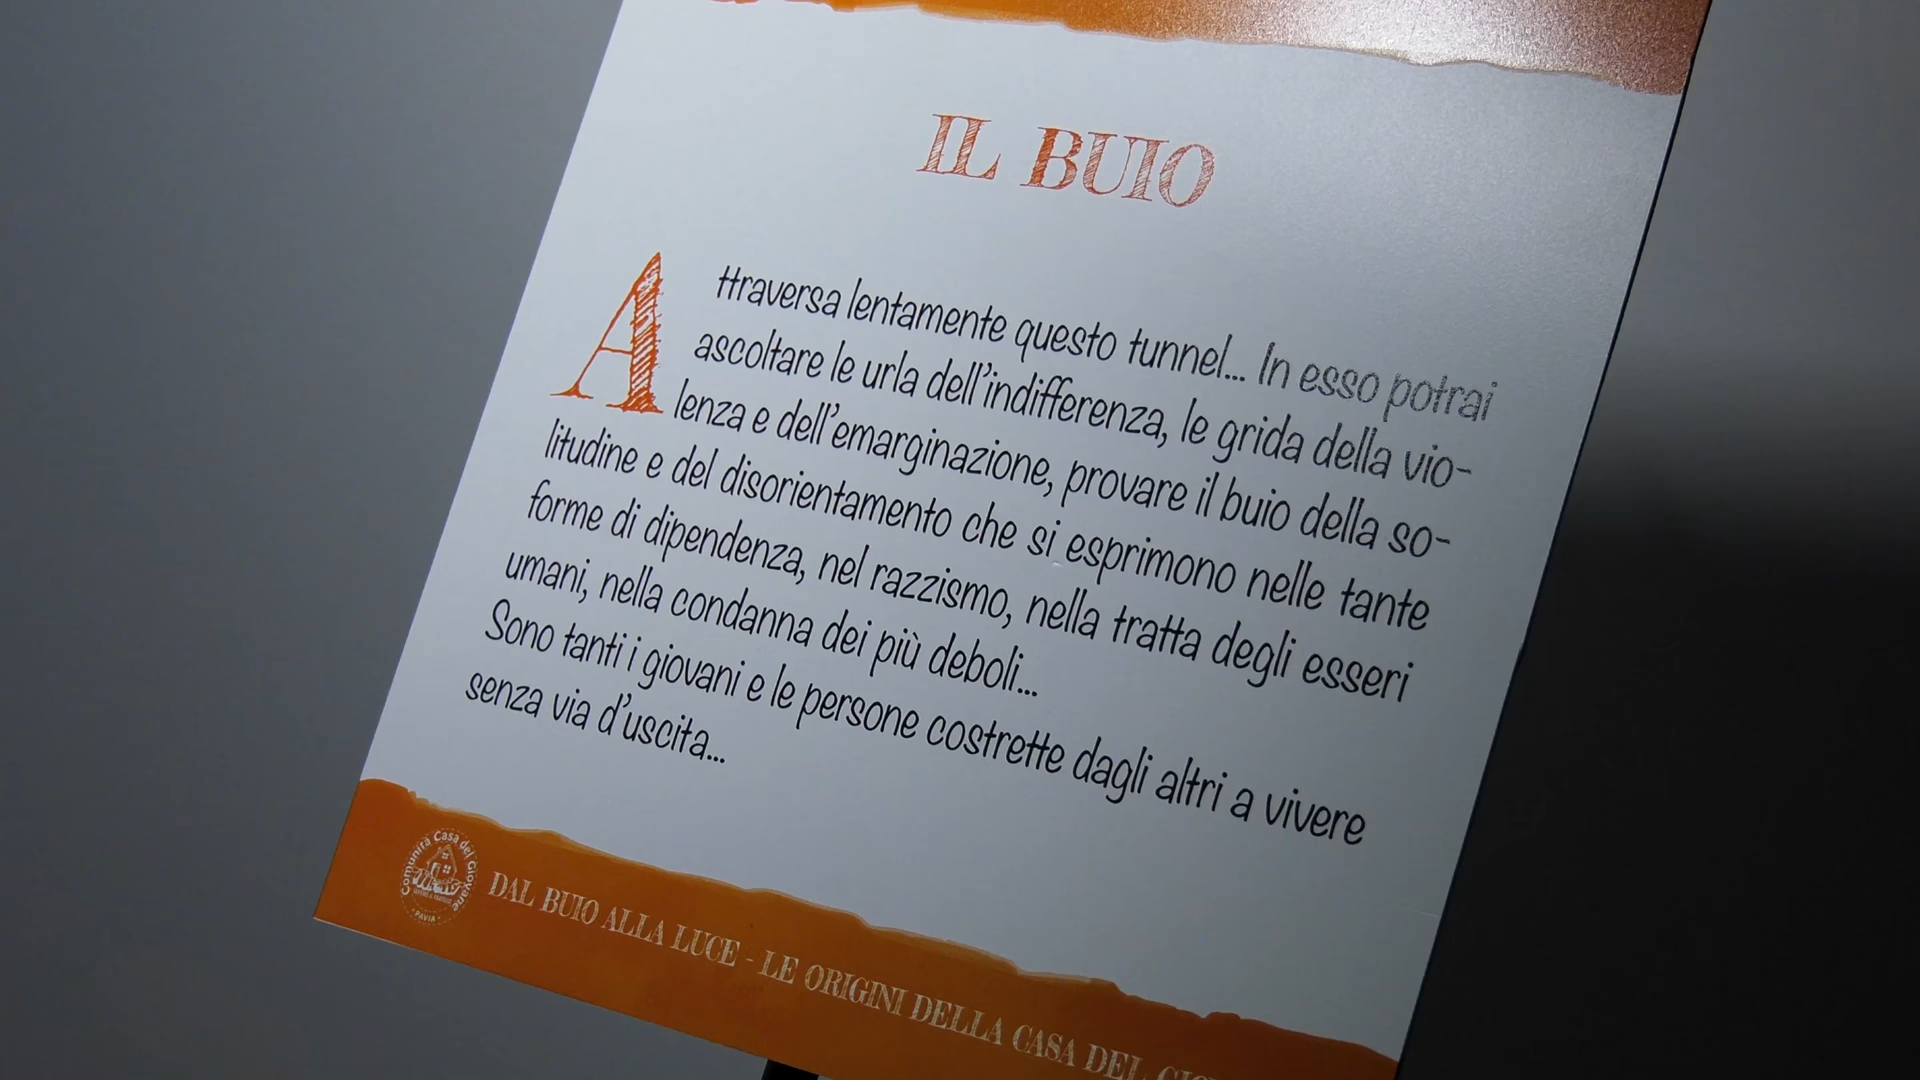 IL BUIO
Attraversa lentamente questo tunnel... In esso potrai
ascoltare le urla dell'indifferenza, le grida della vio-
lenza e dell'emarginazione, provare il buio della so-
litudine e del disorientamento che si esprimono nelle tante
forme di dipendenza, nel razzismo, nella tratta degli esseri
umani, nella condanna dei più deboli...
Sono tanti i giovani e le persone costrette dagli altri a vivere
senza via d'uscita...
Comunità Casa del Giovane
PAVIA
DAL BUIO ALLA LUCE - LE ORIGINI DELLA CASA DEL